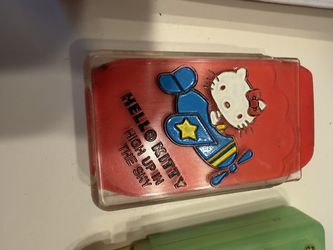 HELLO KITTY
HIGH UP IN
THE SKY